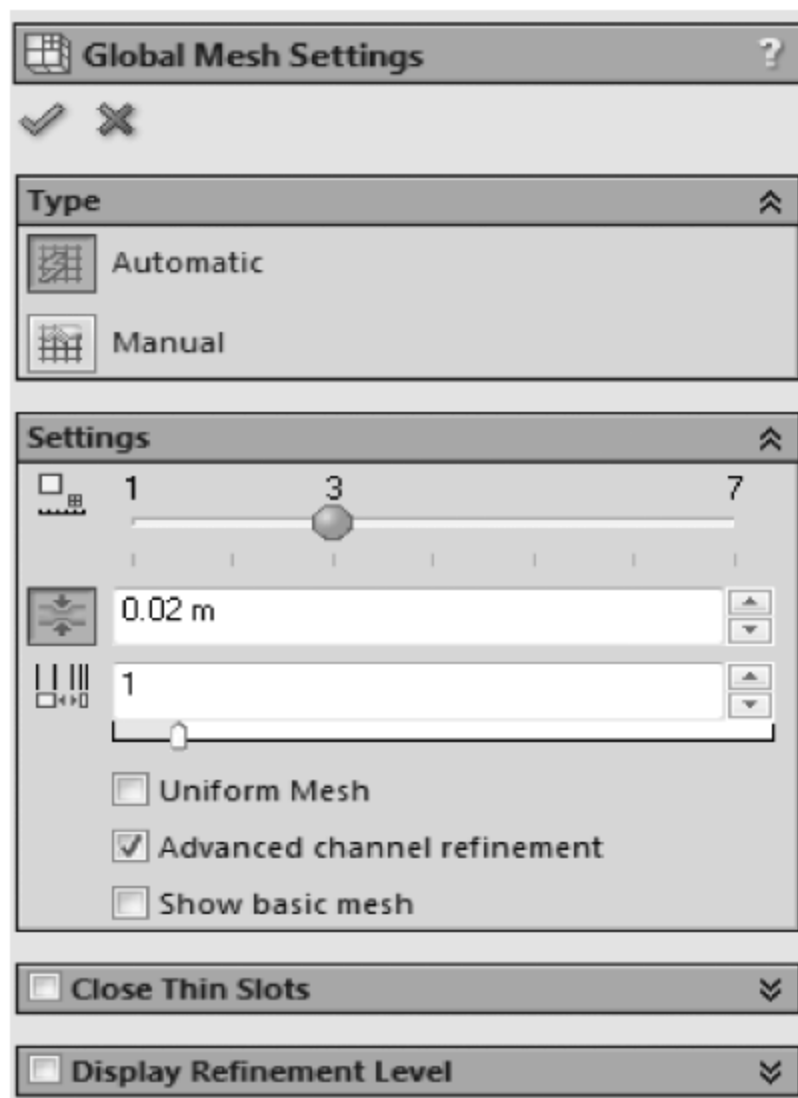 Global Mesh Settings ?
Type
Automatic
Manual
Settings
1 3 7
0.02 m
1
Uniform Mesh
Advanced channel refinement
Show basic mesh
Close Thin Slots
Display Refinement Level